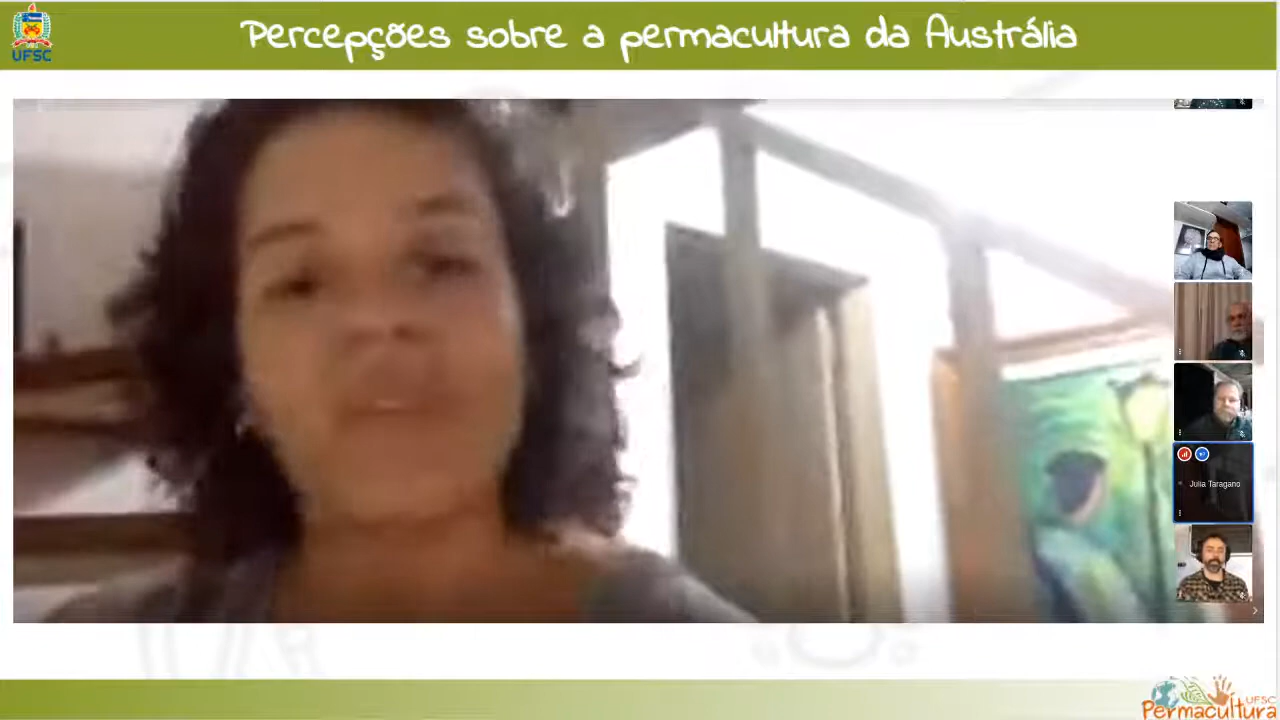 Percepções sobre a permacultura da Austrália
UFSC
Julia Taragano
UFSC
Permacultura